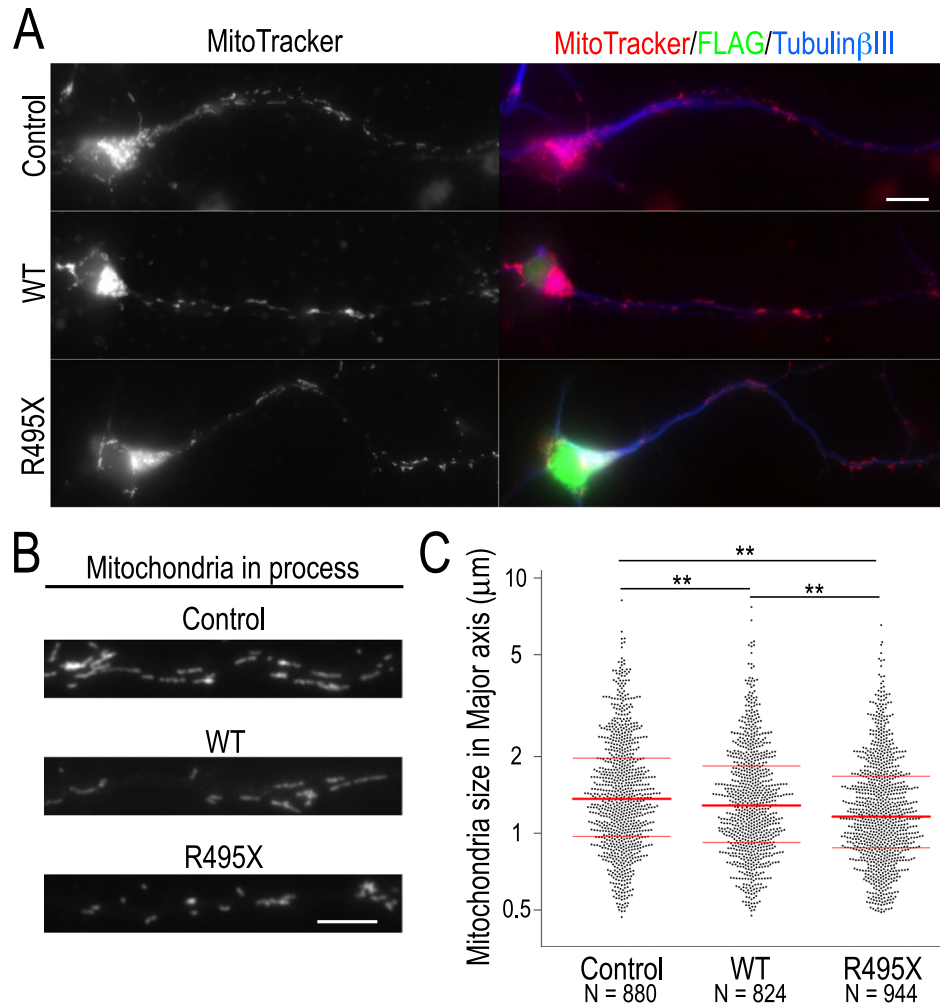 A
MitoTracker
MitoTracker/FLAG/TubulinβIII
Control
WT
R495X
B
Mitochondria in process
Control
WT
R495X
C
Mitochondria size in Major axis (μm)
10
5
2
1
0.5
**
**
**
Control
WT
R495X
N = 880
N = 824
N = 944